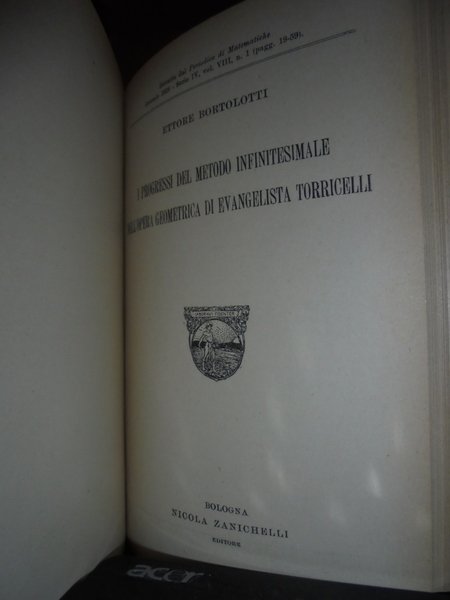 Estratto dal Periodico di Matematiche
Serie IV, vol. VIII, n. 1 (pagg. 19-59).
ETTORE BORTOLOTTI
I PROGRESSI DEL METODO INFINITESIMALE
NELL'OPERA GEOMETRICA DI EVANGELISTA TORRICELLI
BOLOGNA
NICOLA ZANICHELLI
EDITORE
acer